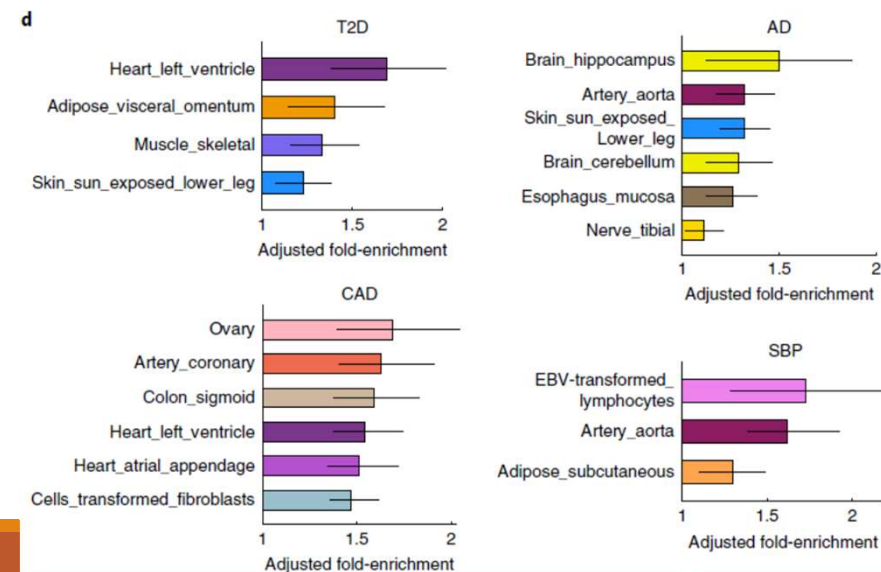 d
T2D
Heart_left_ventricle
Adipose_visceral_omentum
Muscle_skeletal
Skin_sun_exposed_lower_leg
1 1.5 2
Adjusted fold-enrichment
AD
Brain_hippocampus
Artery_aorta
Skin_sun_exposed_
Lower_leg
Brain_cerebellum
Esophagus_mucosa
Nerve_tibial
1 1.5 2
Adjusted fold-enrichment
CAD
Ovary
Artery_coronary
Colon_sigmoid
Heart_left_ventricle
Heart_atrial_appendage
Cells_transformed_fibroblasts
1 1.5 2
Adjusted fold-enrichment
SBP
EBV-transformed_
lymphocytes
Artery_aorta
Adipose_subcutaneous
1 1.5 2
Adjusted fold-enrichment